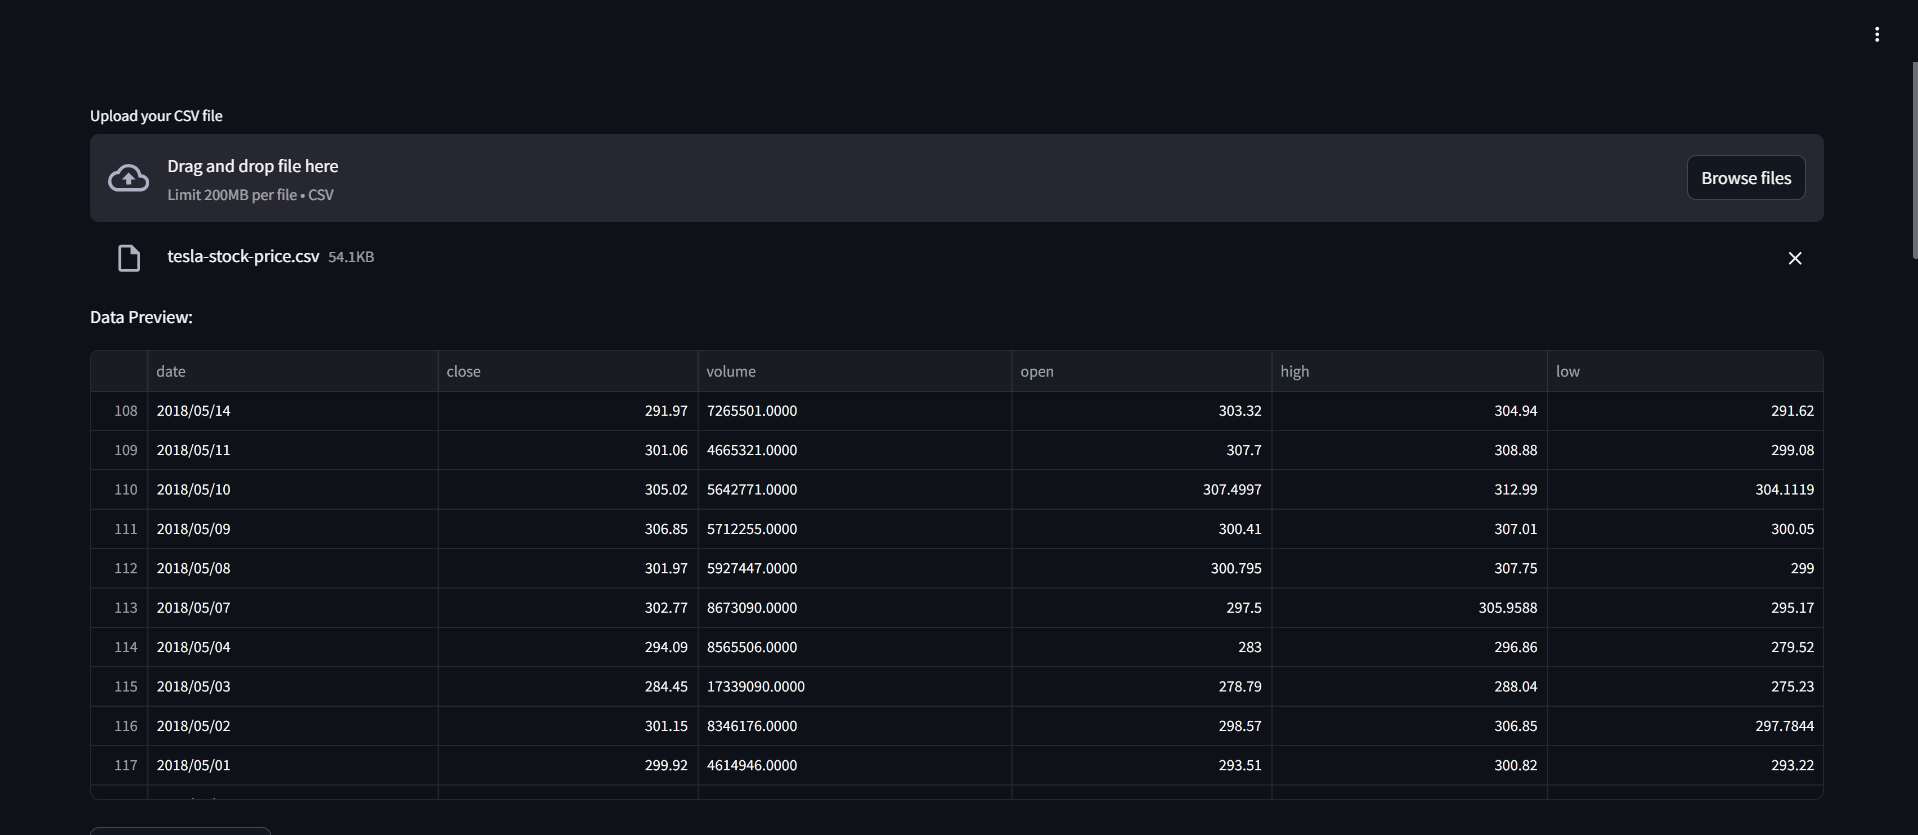 Upload your CSV file
Drag and drop file here
Limit 200MB per file • CSV
Browse files
tesla-stock-price.csv 54.1KB
Data Preview:
date close volume open high low
108 2018/05/14 291.97 7265501.0000 303.32 304.94 291.62
109 2018/05/11 301.06 4665321.0000 307.7 308.88 299.08
110 2018/05/10 305.02 5642771.0000 307.4997 312.99 304.1119
111 2018/05/09 306.85 5712255.0000 300.41 307.01 300.05
112 2018/05/08 301.97 5927447.0000 300.795 307.75 299
113 2018/05/07 302.77 8673090.0000 297.5 305.9588 295.17
114 2018/05/04 294.09 8565506.0000 283 296.86 279.52
115 2018/05/03 284.45 17339090.0000 278.79 288.04 275.23
116 2018/05/02 301.15 8346176.0000 298.57 306.85 297.7844
117 2018/05/01 299.92 4614946.0000 293.51 300.82 293.22